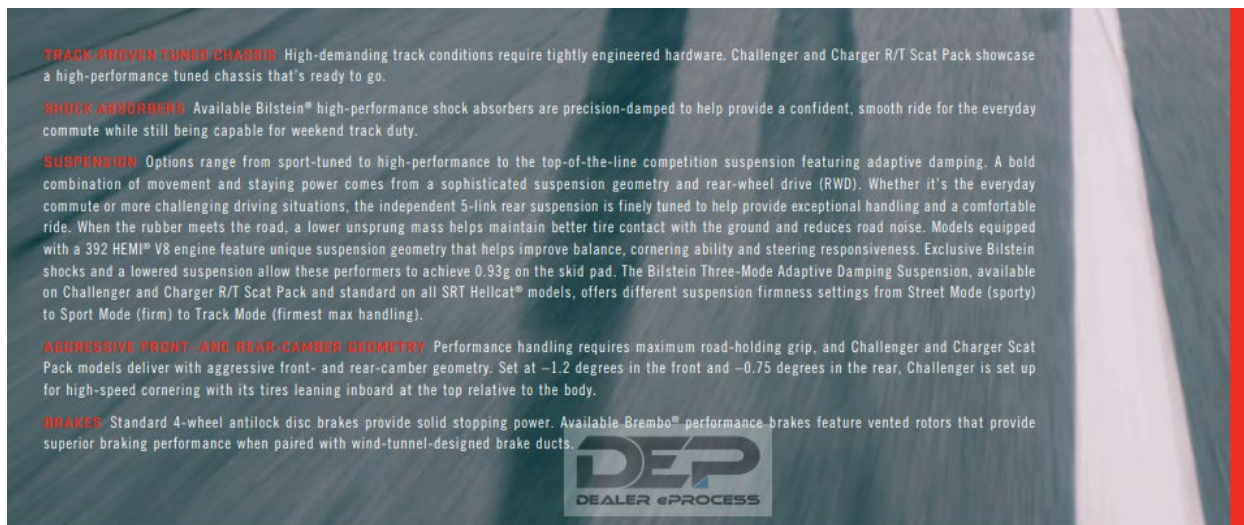 TRACK-PROVEN TUNED CHASSIS High-demanding track conditions require tightly engineered hardware. Challenger and Charger R/T Scat Pack showcase
a high-performance tuned chassis that's ready to go.
SHOCK ABSORBERS Available Bilstein® high-performance shock absorbers are precision-damped to help provide a confident, smooth ride for the everyday
commute while still being capable for weekend track duty.
SUSPENSION Options range from sport-tuned to high-performance to the top-of-the-line competition suspension featuring adaptive damping. A bold
combination of movement and staying power comes from a sophisticated suspension geometry and rear-wheel drive (RWD). Whether it's the everyday
commute or more challenging driving situations, the independent 5-link rear suspension is finely tuned to help provide exceptional handling and a comfortable
ride. When the rubber meets the road, a lower unsprung mass helps maintain better tire contact with the ground and reduces road noise. Models equipped
with a 392 HEMI® V8 engine feature unique suspension geometry that helps improve balance, cornering ability and steering responsiveness. Exclusive Bilstein
shocks and a lowered suspension allow these performers to achieve 0.93g on the skid pad. The Bilstein Three-Mode Adaptive Damping Suspension, available
on Challenger and Charger R/T Scat Pack and standard on all SRT Hellcat® models, offers different suspension firmness settings from Street Mode (sporty)
to Sport Mode (firm) to Track Mode (firmest max handling).
AGGRESSIVE FRONT- AND REAR-CAMBER GEOMETRY Performance handling requires maximum road-holding grip, and Challenger and Charger Scat
Pack models deliver with aggressive front- and rear-camber geometry. Set at –1.2 degrees in the front and –0.75 degrees in the rear, Challenger is set up
for high-speed cornering with its tires leaning inboard at the top relative to the body.
BRAKES Standard 4-wheel antilock disc brakes provide solid stopping power. Available Brembo® performance brakes feature vented rotors that provide
superior braking performance when paired with wind-tunnel-designed brake ducts.
DEP
DEALER ePROCESS